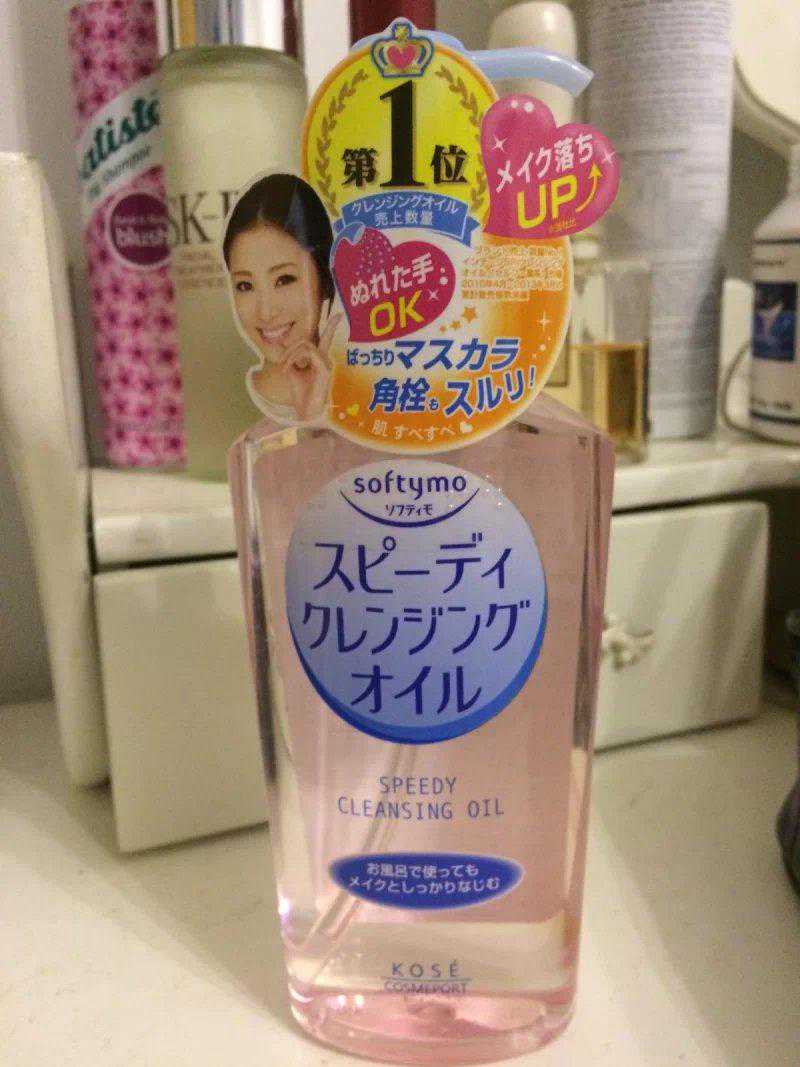 第1位
クレンジングオイル
売上数量
メイク落ち
UP
ぬれた手
OK
ぱっちりマスカラ
角栓もスルリ!
肌 すべすべ
softymo
ソフティモ
スピーディ
クレンジング
オイル
SPEEDY
CLEANSING OIL
お風呂で使っても
メイクとしっかりなじむ
KOSÉ
COSMEPORT
atiste
blush
SK-